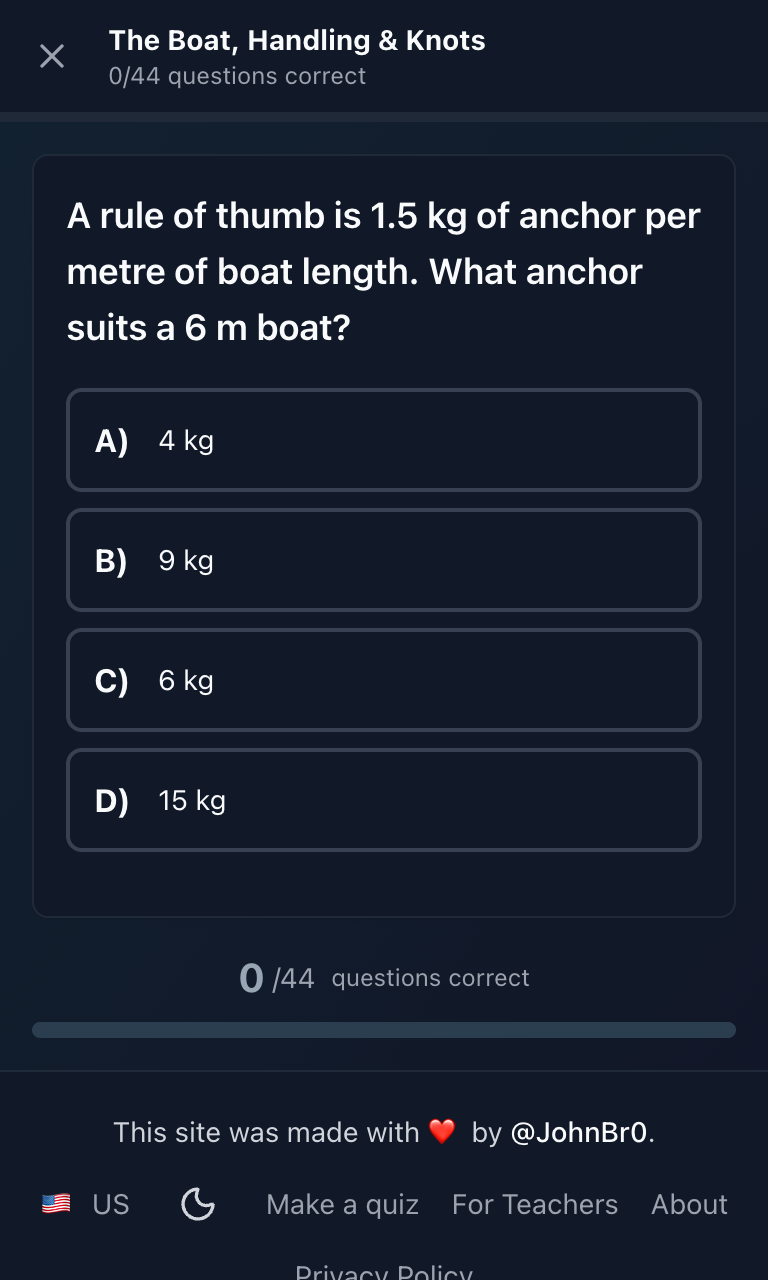 The Boat, Handling & Knots
0/44 questions correct
A rule of thumb is 1.5 kg of anchor per
metre of boat length. What anchor
suits a 6 m boat?
A) 4 kg
B) 9 kg
C) 6 kg
D) 15 kg
0 /44 questions correct
This site was made with ❤️ by @JohnBr0.
🇺🇸 US Make a quiz For Teachers About
Privacy Policy